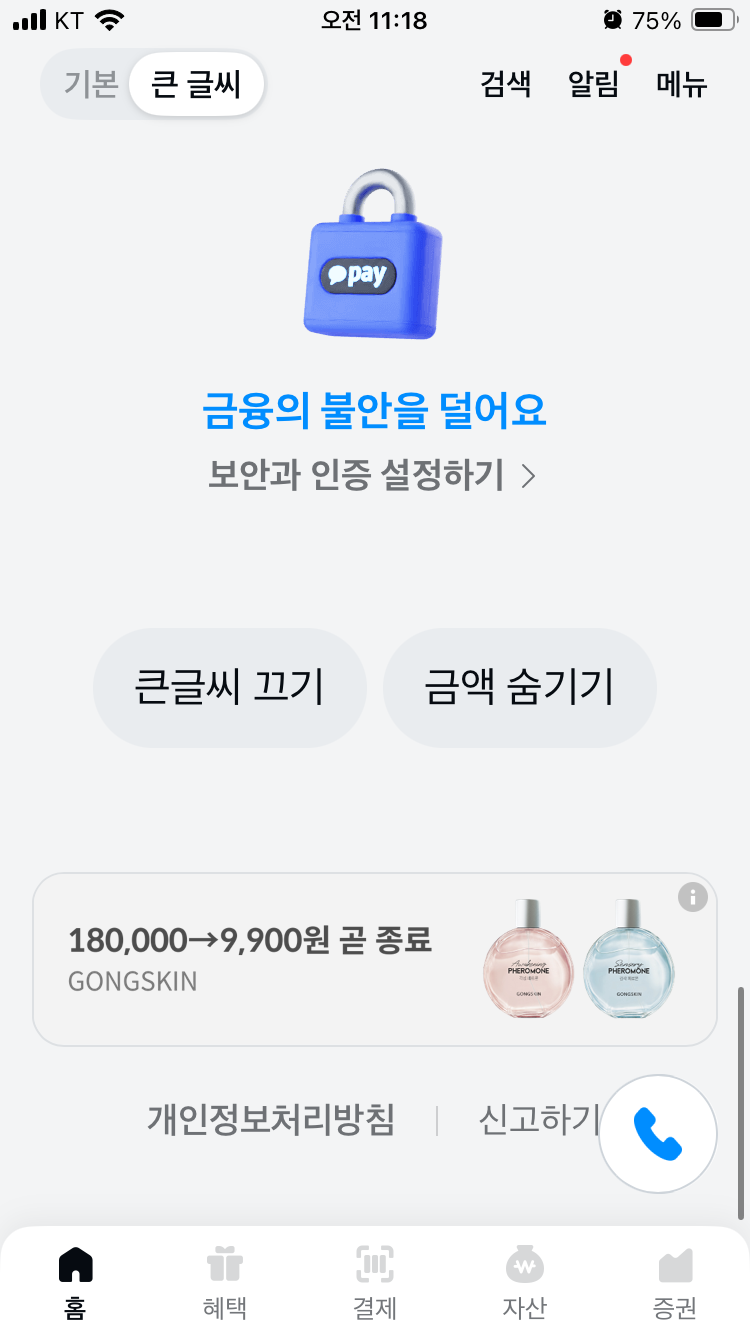 KT 오전 11:18 75%
기본 큰 글씨 검색 알림 메뉴
pay
금융의 불안을 덜어요
보안과 인증 설정하기
큰글씨 끄기 금액 숨기기
180,000→9,900원 곧 종료
GONGSKIN
Awakening
PHEROMONE
GONGSKIN
Sensory
PHEROMONE
GONGSKIN
개인정보처리방침 신고하기
홈 혜택 결제 자산 증권